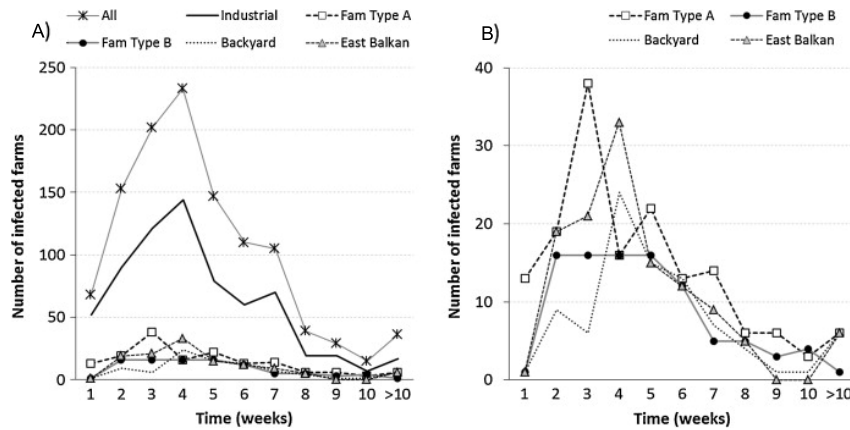 A)
All Industrial Fam Type A
Fam Type B Backyard East Balkan
Number of infected farms
250
200
150
100
50
0
1 2 3 4 5 6 7 8 9 10 >10
Time (weeks)
B)
Fam Type A Fam Type B
Backyard East Balkan
Number of infected farms
40
30
20
10
0
1 2 3 4 5 6 7 8 9 10 >10
Time (weeks)